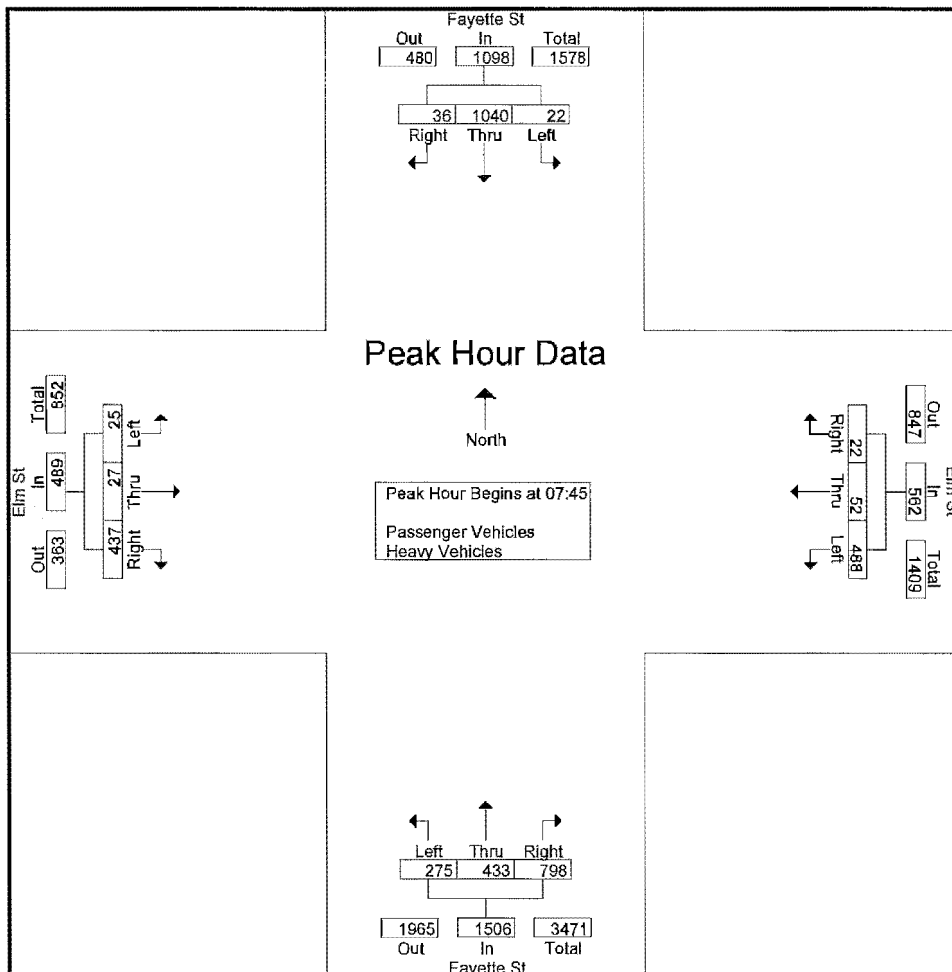 Fayette St
Out In Total
480 1098 1578
36 1040 22
Right Thru Left
Peak Hour Data
North
Peak Hour Begins at 07:45
Passenger Vehicles
Heavy Vehicles
Elm St
Total In Out
852 489 363
25 27 437
Left Thru Right
Right Thru Left
22 52 488
Out In Total
847 562 1409
Elm St
Left Thru Right
275 433 798
1965 1506 3471
Out In Total
Fayette St